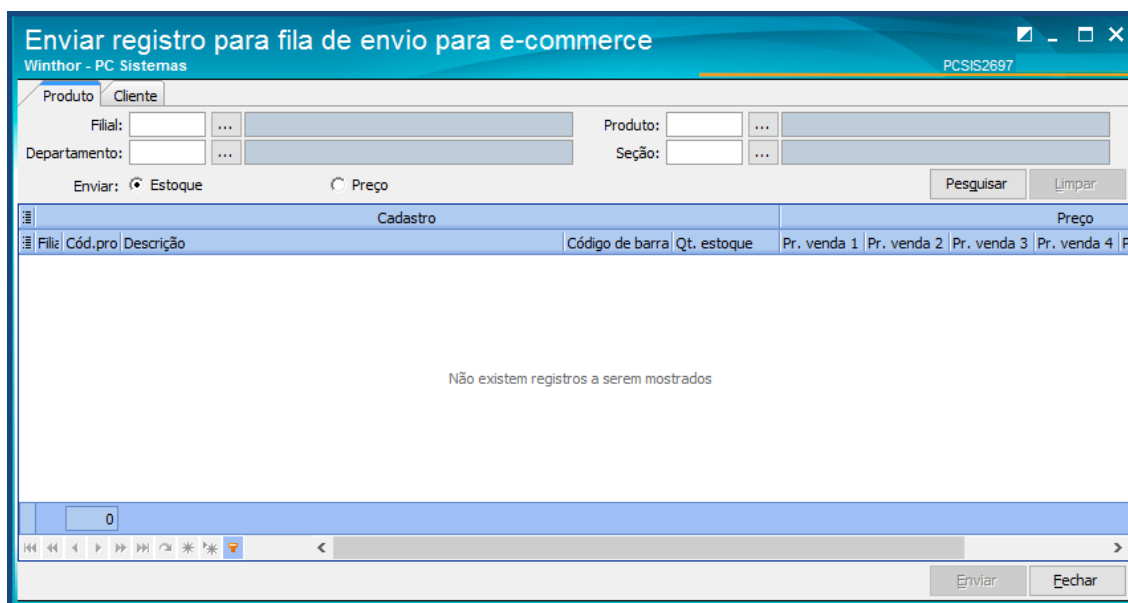 Enviar registro para fila de envio para e-commerce
Winthor - PC Sistemas PCSIS2697
Produto Cliente
Filial: ... Produto: ...
Departamento: ... Seção: ...
Enviar: Estoque Preço Pesquisar Limpar
Cadastro Preço
Filia Cód.pro Descrição Código de barra Qt. estoque Pr. venda 1 Pr. venda 2 Pr. venda 3 Pr. venda 4 P
Não existem registros a serem mostrados
0
Enviar Fechar